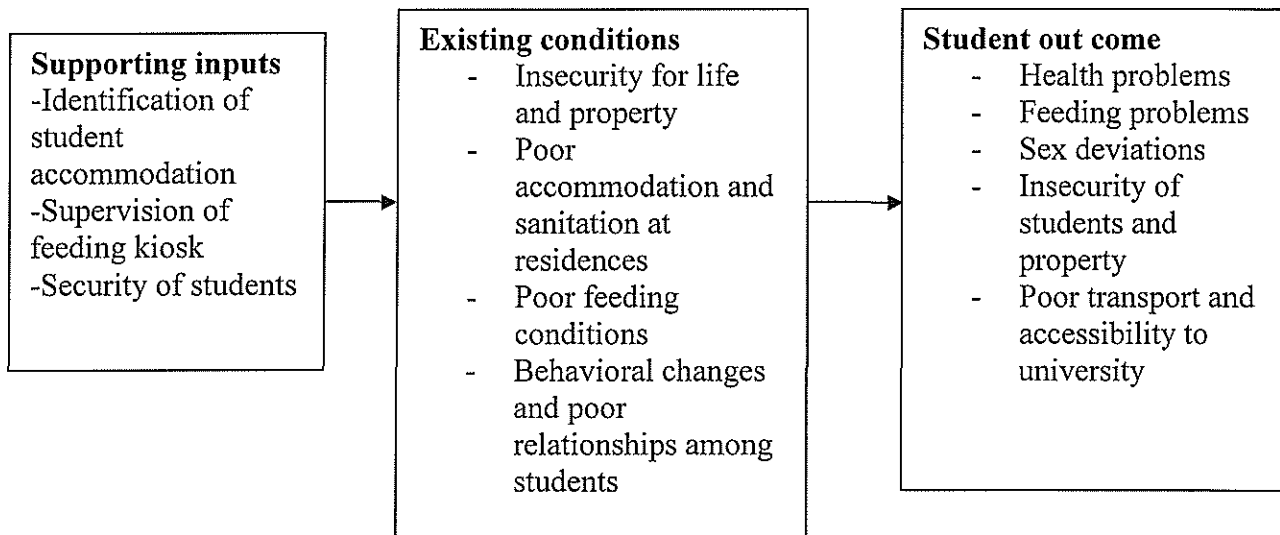 Supporting inputs
-Identification of
student
accommodation
-Supervision of
feeding kiosk
-Security of students
Existing conditions
- Insecurity for life
and property
- Poor
accommodation and
sanitation at
residences
- Poor feeding
conditions
- Behavioral changes
and poor
relationships among
students
Student out come
- Health problems
- Feeding problems
- Sex deviations
- Insecurity of
students and
property
- Poor transport and
accessibility to
university